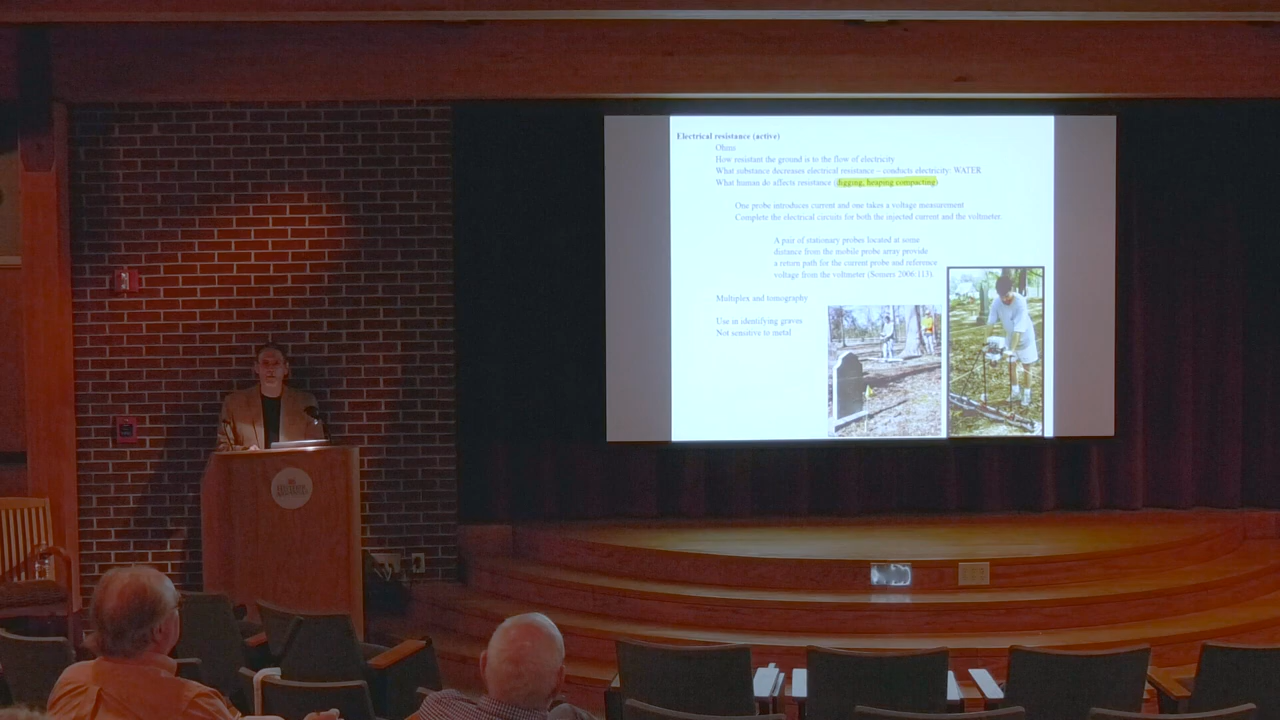 Electrical resistance (active)
Ohms
How resistant the ground is to the flow of electricity
What substance decreases electrical resistance – conducts electricity: WATER
What human do affects resistance (digging, heaping compacting)
One probe introduces current and one takes a voltage measurement
Complete the electrical circuits for both the injected current and the voltmeter.
A pair of stationary probes located at some
distance from the mobile probe array provide
a return path for the current probe and reference
voltage from the voltmeter (Somers 2006:113).
Multiplex and tomography
Use in identifying graves
Not sensitive to metal